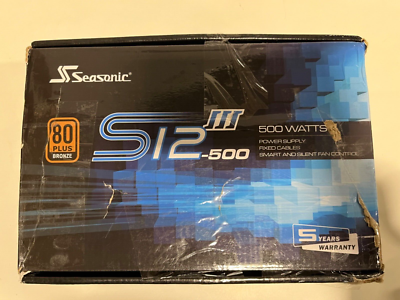 Seasonic®
80
PLUS
BRONZE
S12III-500
500 WATTS
POWER SUPPLY
FIXED CABLES
SMART AND SILENT FAN CONTROL
5 YEARS
WARRANTY